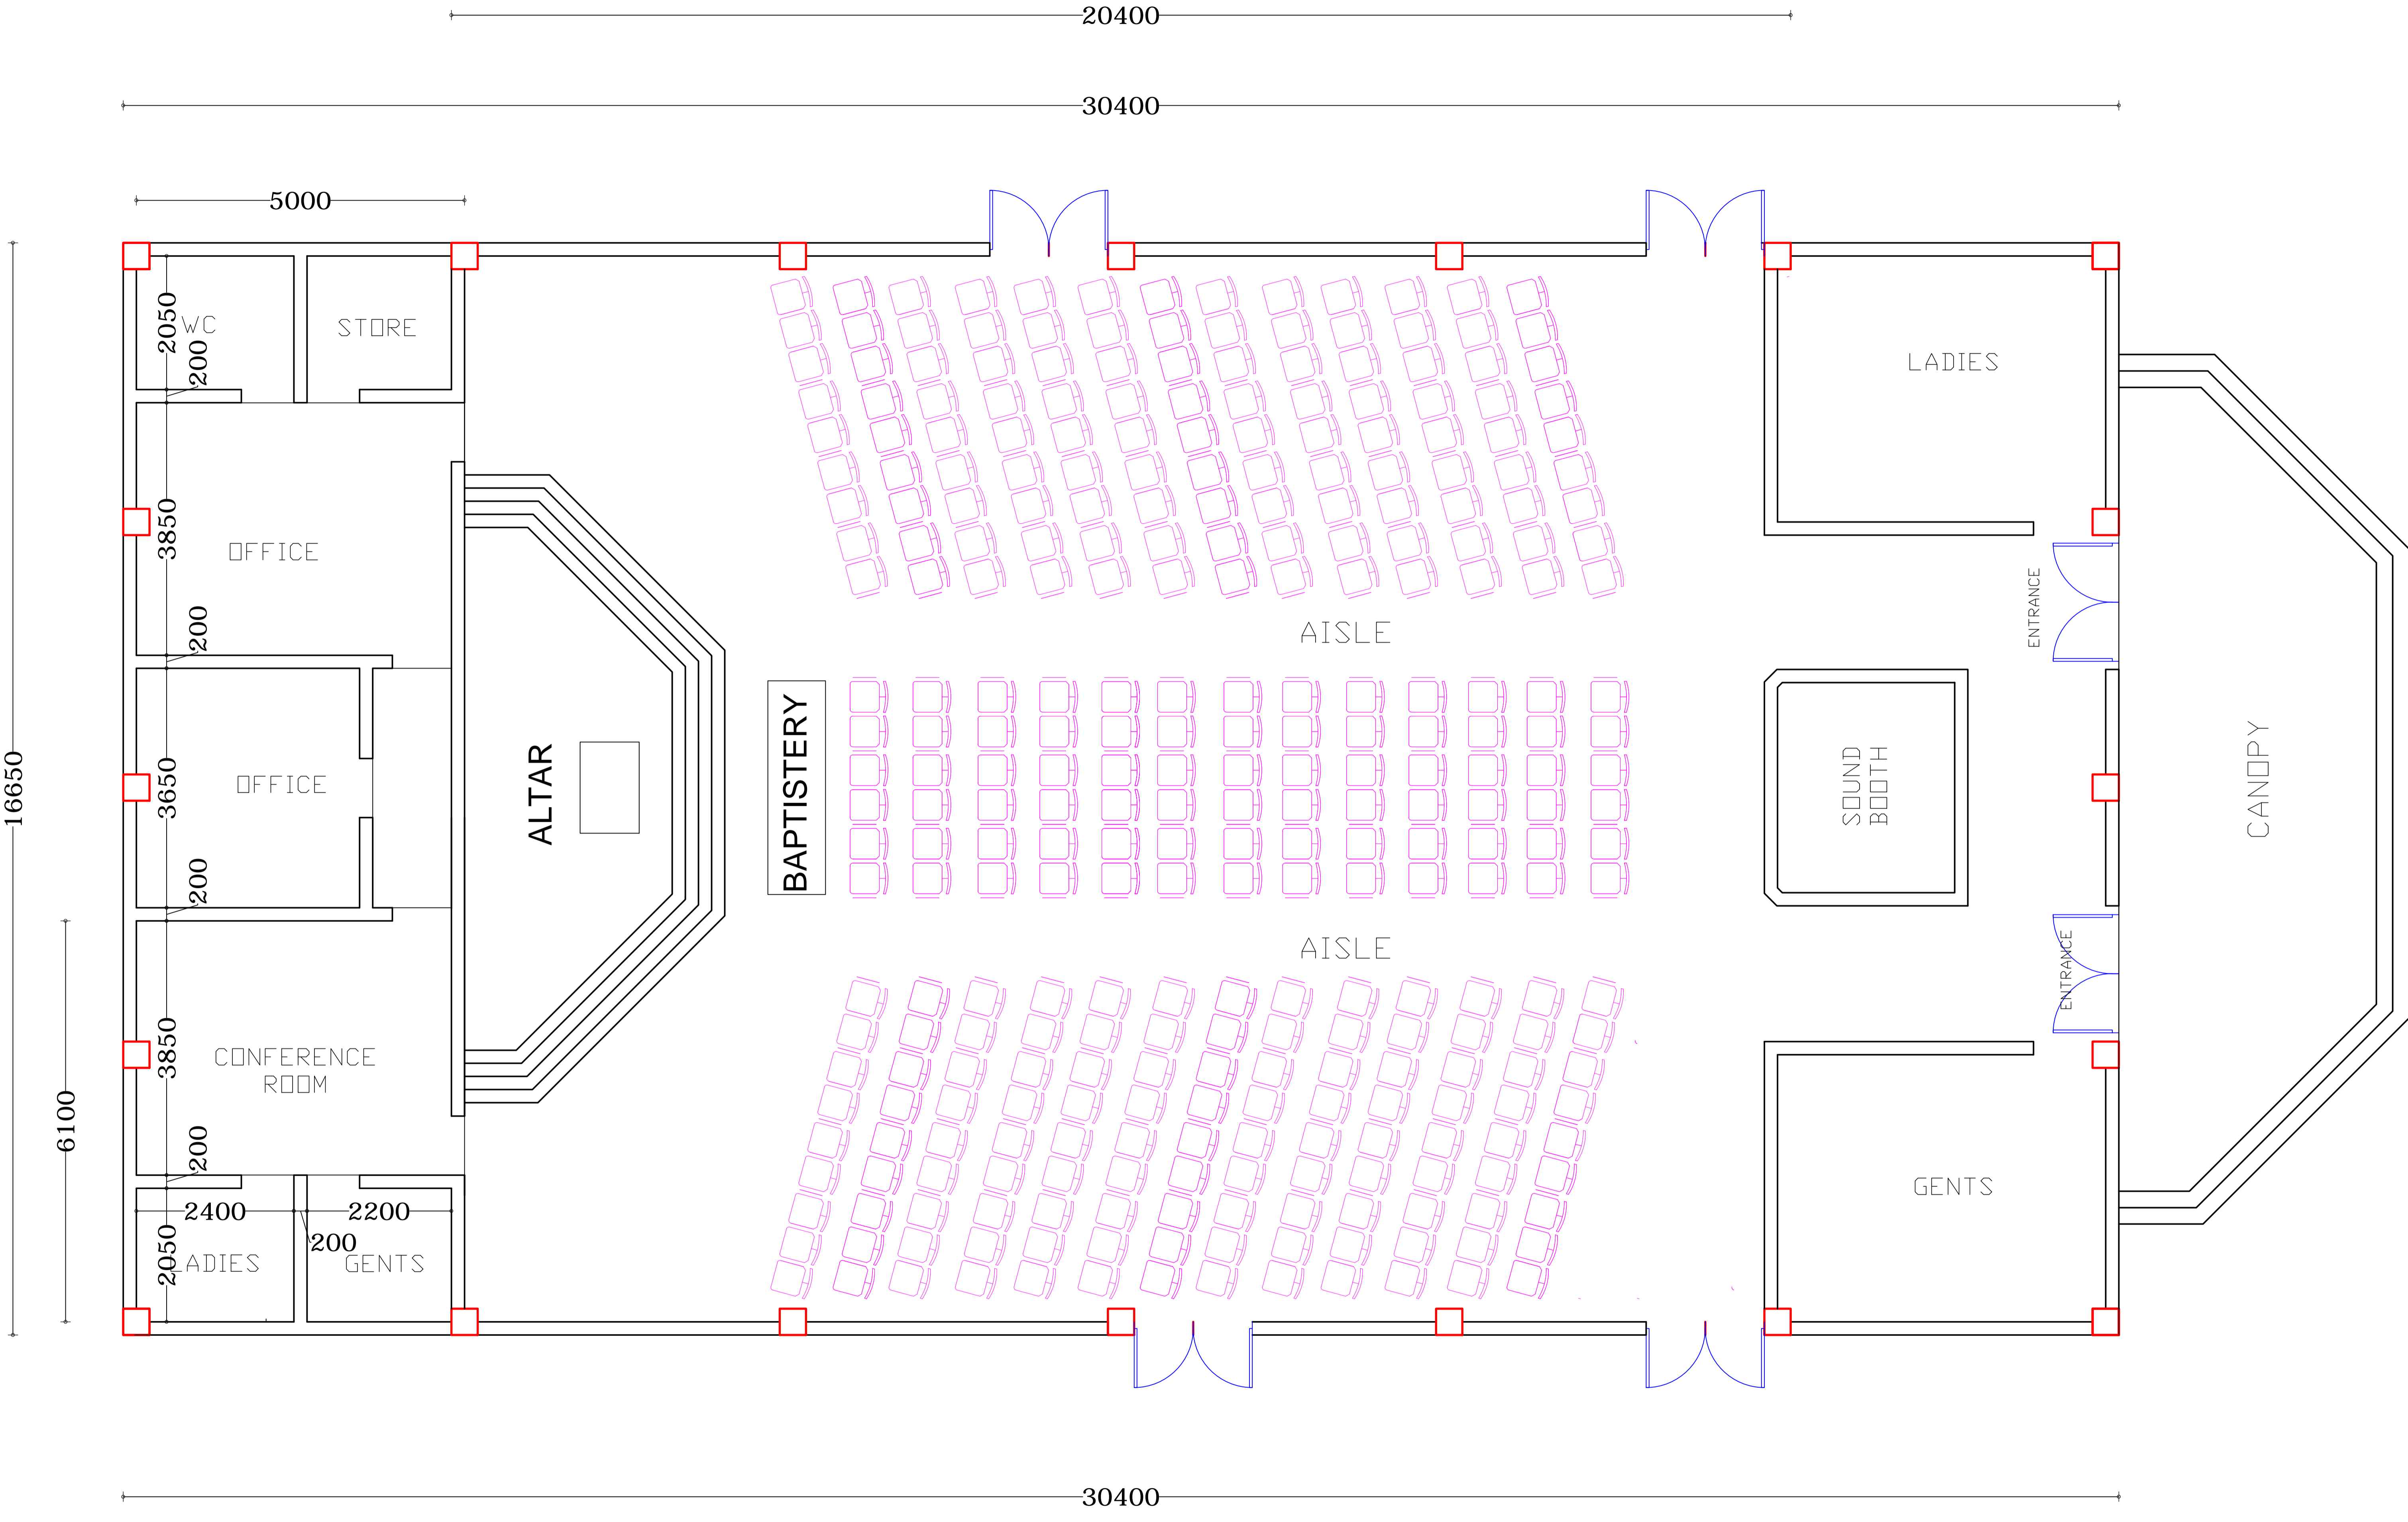 20400
30400
5000
2050
WC
STORE
200
LADIES
3850
OFFICE
200
ENTRANCE
AISLE
16650
3650
OFFICE
ALTAR
BAPTISTERY
SOUND
BOOTH
CANOPY
200
AISLE
ENTRANCE
6100
3850
CONFERENCE
ROOM
200
2400
2200
200
2050
LADIES
GENTS
GENTS
30400